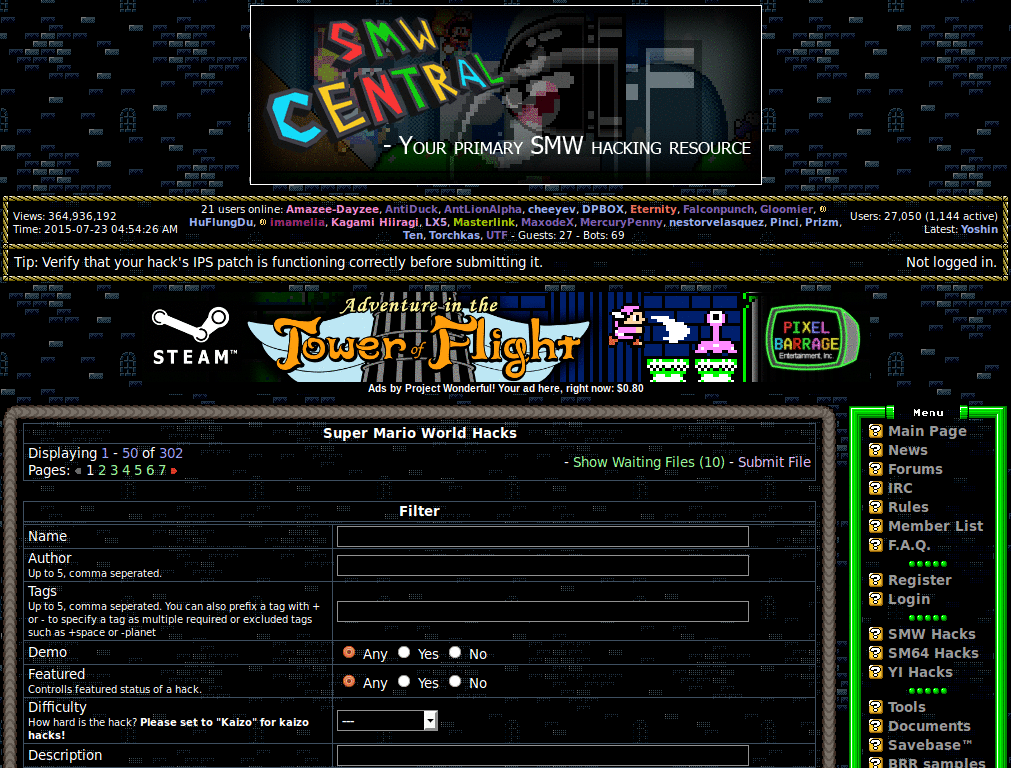 SMW
CENTRAL
- YOUR PRIMARY SMW HACKING RESOURCE
Views: 364,936,192
Time: 2015-07-23 04:54:26 AM
21 users online: Amazee-Dayzee, AntiDuck, AntLionAlpha, cheeyev, DPBOX, Eternity, Falconpunch, Gloomier,
HuFlungDu, imamelia, Kagami Hiiragi, LX5, Masterlink, MaxodeX, MercuryPenny, nestorvelasquez, Pinci, Prizm,
Ten, Torchkas, UTF - Guests: 27 - Bots: 69
Users: 27,050 (1,144 active)
Latest: Yoshin
Tip: Verify that your hack's IPS patch is functioning correctly before submitting it.
Not logged in.
STEAM™
Adventure in the
Tower of Flight
PIXEL
BARRAGE
Entertainment, Inc.
Ads by Project Wonderful! Your ad here, right now: $0.80
Super Mario World Hacks
Displaying 1 - 50 of 302
Pages: 1 2 3 4 5 6 7
- Show Waiting Files (10) - Submit File
Filter
Name
Author
Up to 5, comma seperated.
Tags
Up to 5, comma seperated. You can also prefix a tag with +
or - to specify a tag as multiple required or excluded tags
such as +space or -planet
Demo
Any Yes No
Featured
Controlls featured status of a hack.
Any Yes No
Difficulty
How hard is the hack? Please set to "Kaizo" for kaizo
hacks!
---
Description
Menu
Main Page
News
Forums
IRC
Rules
Member List
F.A.Q.
Register
Login
SMW Hacks
SM64 Hacks
YI Hacks
Tools
Documents
Savebase™
BRR samples